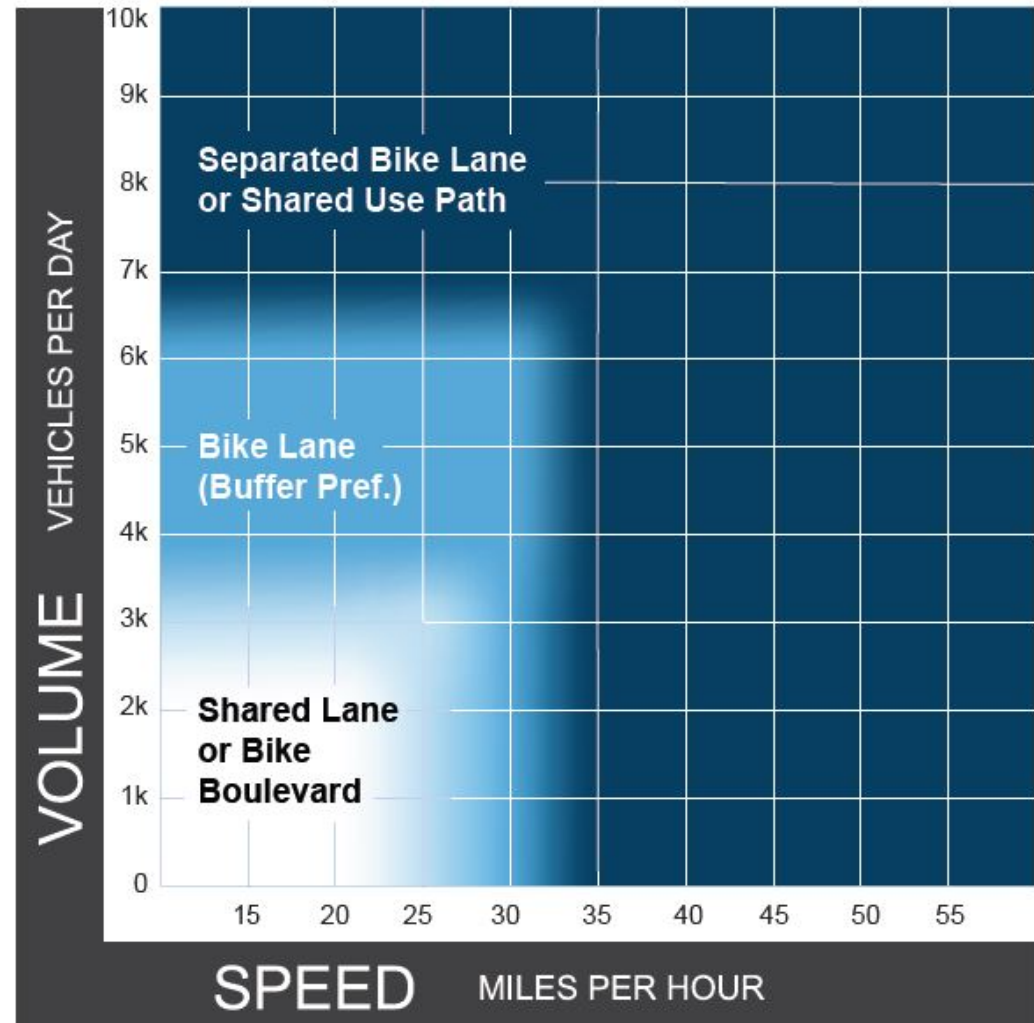 10k
9k
8k
7k
6k
5k
4k
3k
2k
1k
0
VOLUME VEHICLES PER DAY
Separated Bike Lane
or Shared Use Path
Bike Lane
(Buffer Pref.)
Shared Lane
or Bike
Boulevard
15 20 25 30 35 40 45 50 55
SPEED MILES PER HOUR